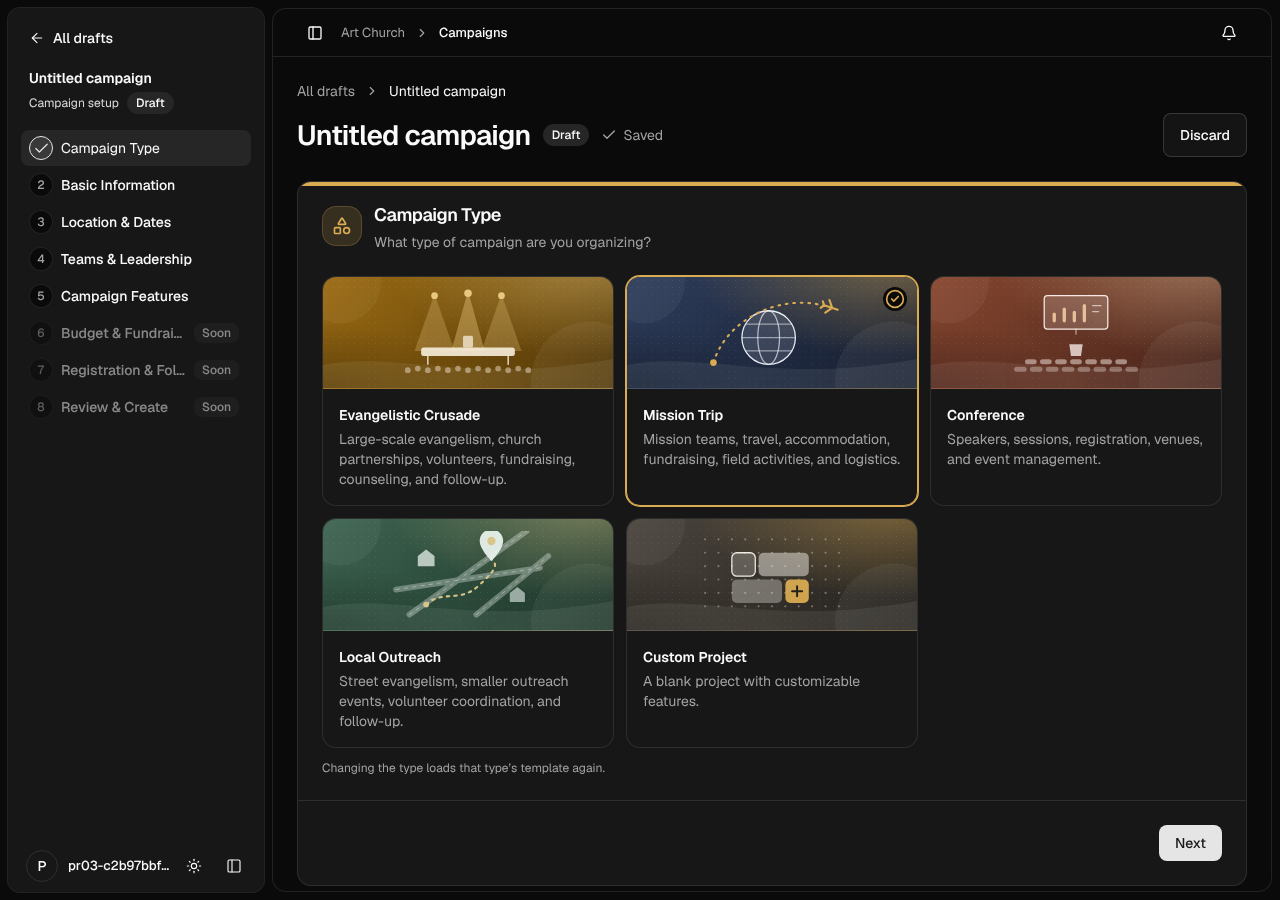 All drafts
Untitled campaign
Campaign setup Draft
Campaign Type
2 Basic Information
3 Location & Dates
4 Teams & Leadership
5 Campaign Features
6 Budget & Fundrai... Soon
7 Registration & Fol... Soon
8 Review & Create Soon
P pr03-c2b97bbf...
Art Church Campaigns
All drafts Untitled campaign
Untitled campaign Draft Saved
Discard
Campaign Type
What type of campaign are you organizing?
Evangelistic Crusade
Large-scale evangelism, church
partnerships, volunteers, fundraising,
counseling, and follow-up.
Mission Trip
Mission teams, travel, accommodation,
fundraising, field activities, and logistics.
Conference
Speakers, sessions, registration, venues,
and event management.
Local Outreach
Street evangelism, smaller outreach
events, volunteer coordination, and
follow-up.
Custom Project
A blank project with customizable
features.
Changing the type loads that type's template again.
Next